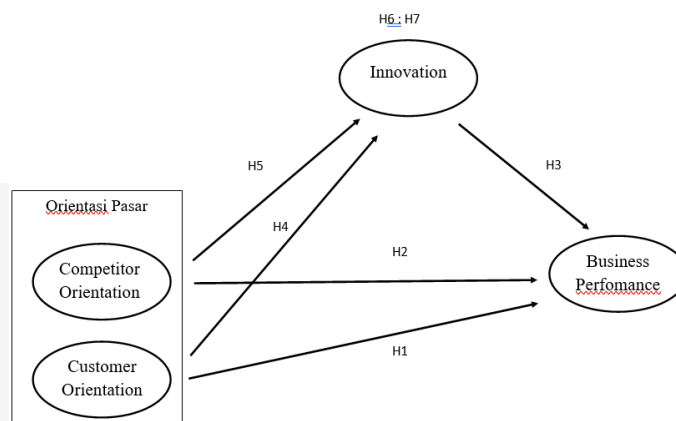 H6 : H7
Innovation
H5
H3
Orientasi Pasar
H4
Competitor
Orientation
H2
Business
Perfomance
Customer
Orientation
H1